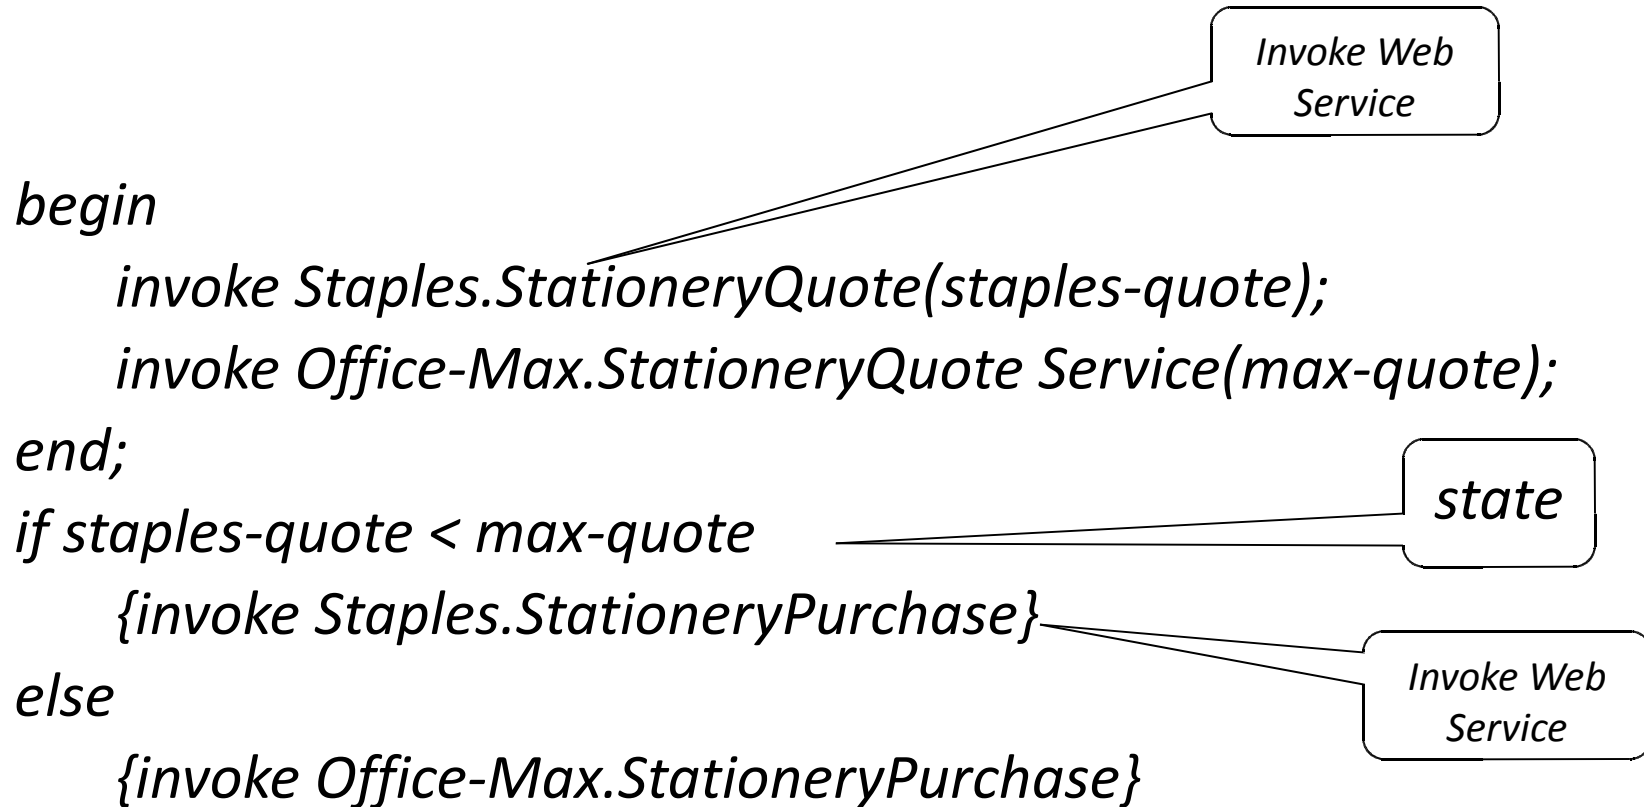 Invoke Web
Service
begin
invoke Staples.StationeryQuote(staples-quote);
invoke Office-Max.StationeryQuote Service(max-quote);
end;
state
if staples-quote < max-quote
{invoke Staples.StationeryPurchase}
Invoke Web
Service
else
{invoke Office-Max.StationeryPurchase}